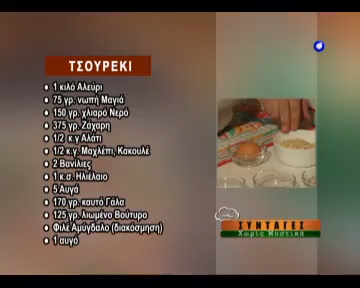 ΤΣΟΥΡΕΚΙ
1 κιλό Αλεύρι
75 γρ. νωπή Μαγιά
150 γρ. χλιαρό Νερό
375 γρ. Ζάχαρη
1/2 κ.γ Αλάτι
1/2 κ.γ. Μαχλέπι, Κακουλέ
2 Βανίλιες
1 κ.σ. Ηλιέλαιο
5 Αυγά
170 γρ. καυτό Γάλα
125 γρ. λιωμένο Βούτυρο
Φιλέ Αμύγδαλο (διακόσμηση)
1 αυγό
ΣΥΝΤΑΓΕΣ
Χωρίς Μυστικά